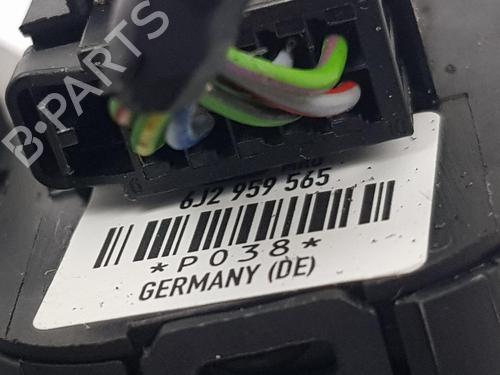 B·PARTS
6J2 959 565
*P038*
GERMANY (DE)